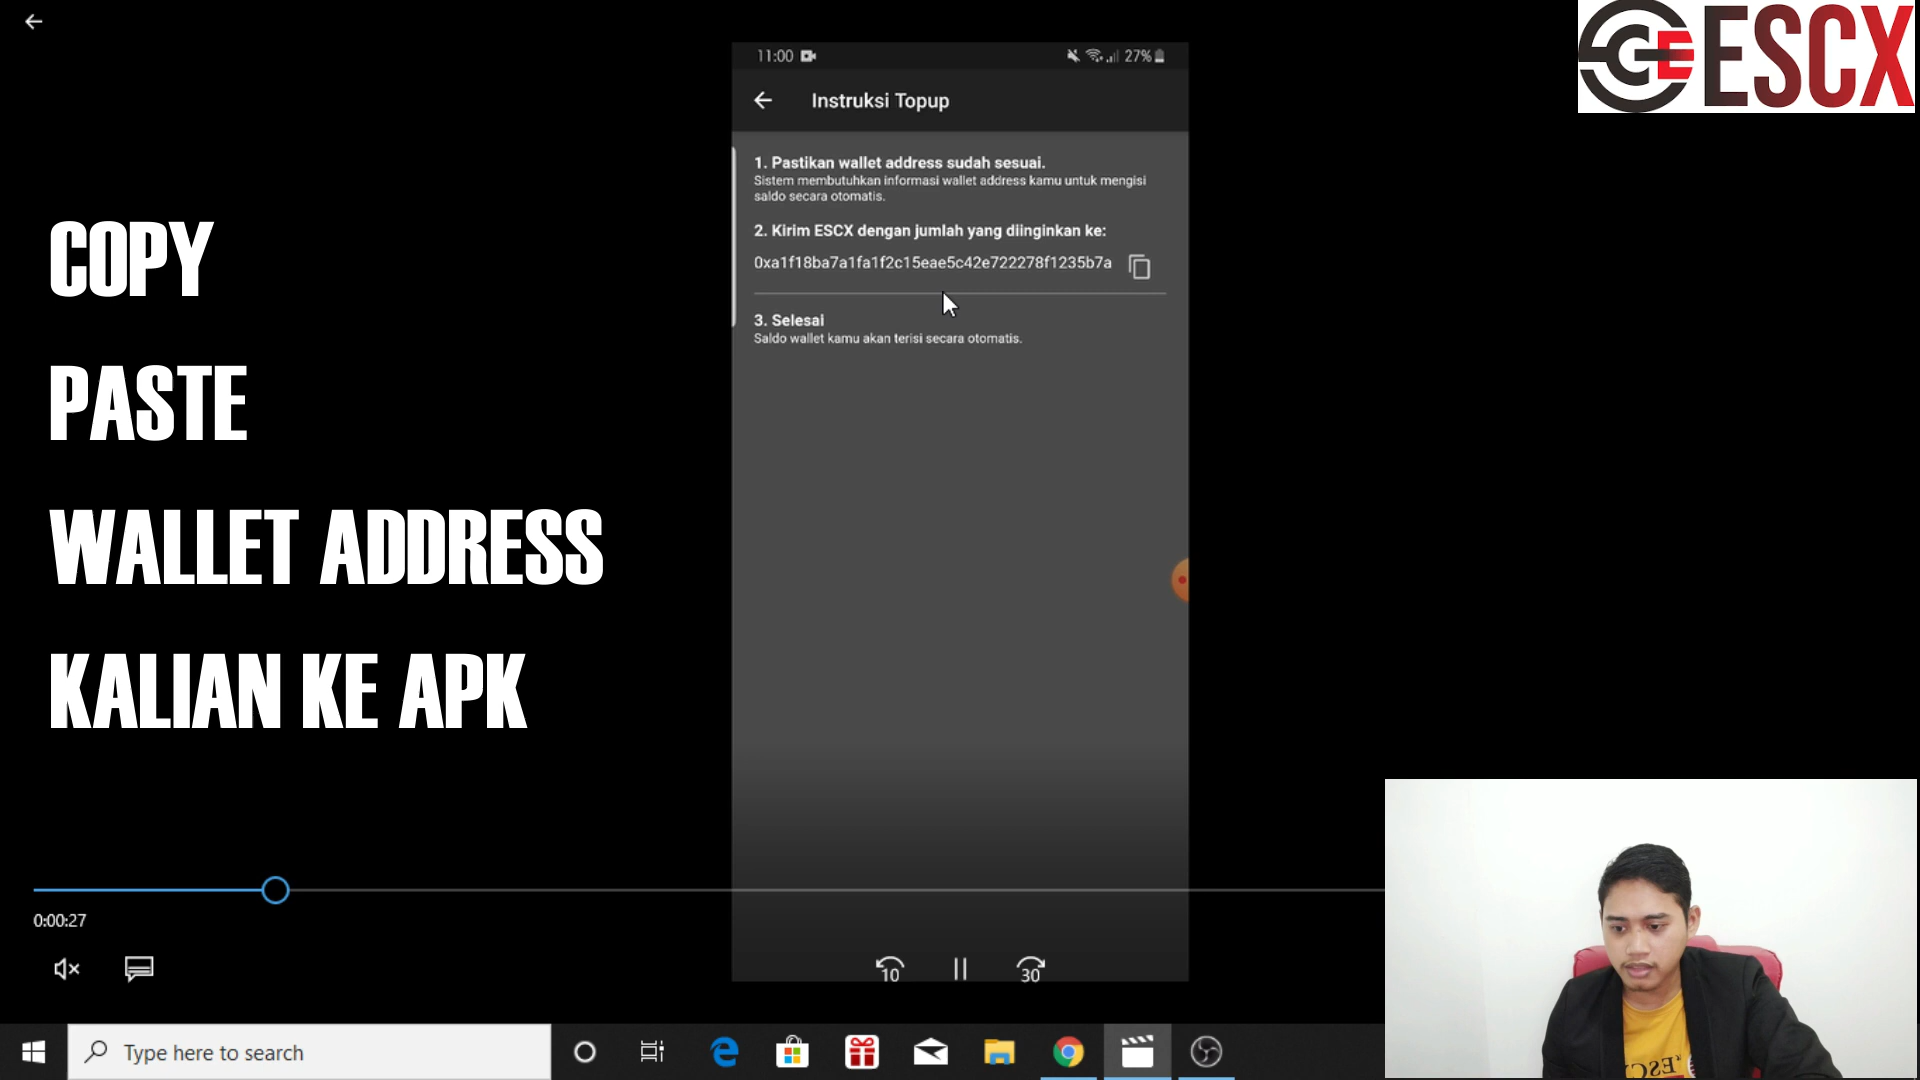 GE ESCX
11:00
27%
Instruksi Topup
1. Pastikan wallet address sudah sesuai.
Sistem membutuhkan informasi wallet address kamu untuk mengisi
saldo secara otomatis.
2. Kirim ESCX dengan jumlah yang diinginkan ke:
0xa1f18ba7a1fa1f2c15eae5c42e722278f1235b7a
3. Selesai
Saldo wallet kamu akan terisi secara otomatis.
COPY
PASTE
WALLET ADDRESS
KALIAN KE APK
0:00:27
10
30
Type here to search